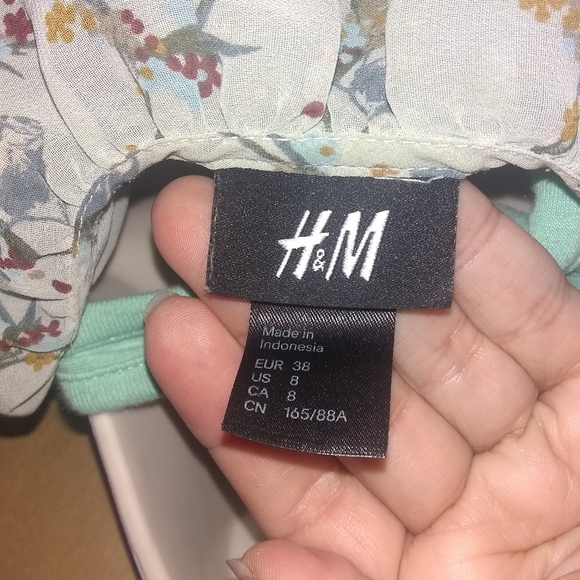 H&M
Made in
Indonesia
EUR 38
US 8
CA 8
CN 165/88A